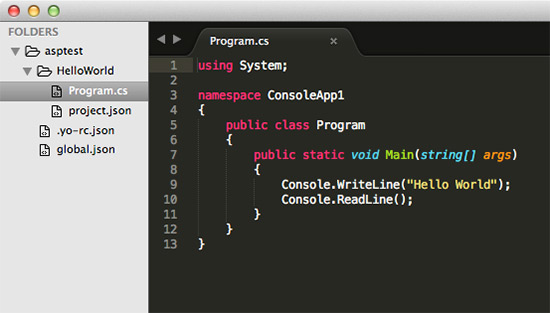 FOLDERS
asptest
HelloWorld
Program.cs
project.json
.yo-rc.json
global.json
Program.cs ×
1 using System;
2
3 namespace ConsoleApp1
4 {
5     public class Program
6     {
7         public static void Main(string[] args)
8         {
9             Console.WriteLine("Hello World");
10             Console.ReadLine();
11         }
12     }
13 }